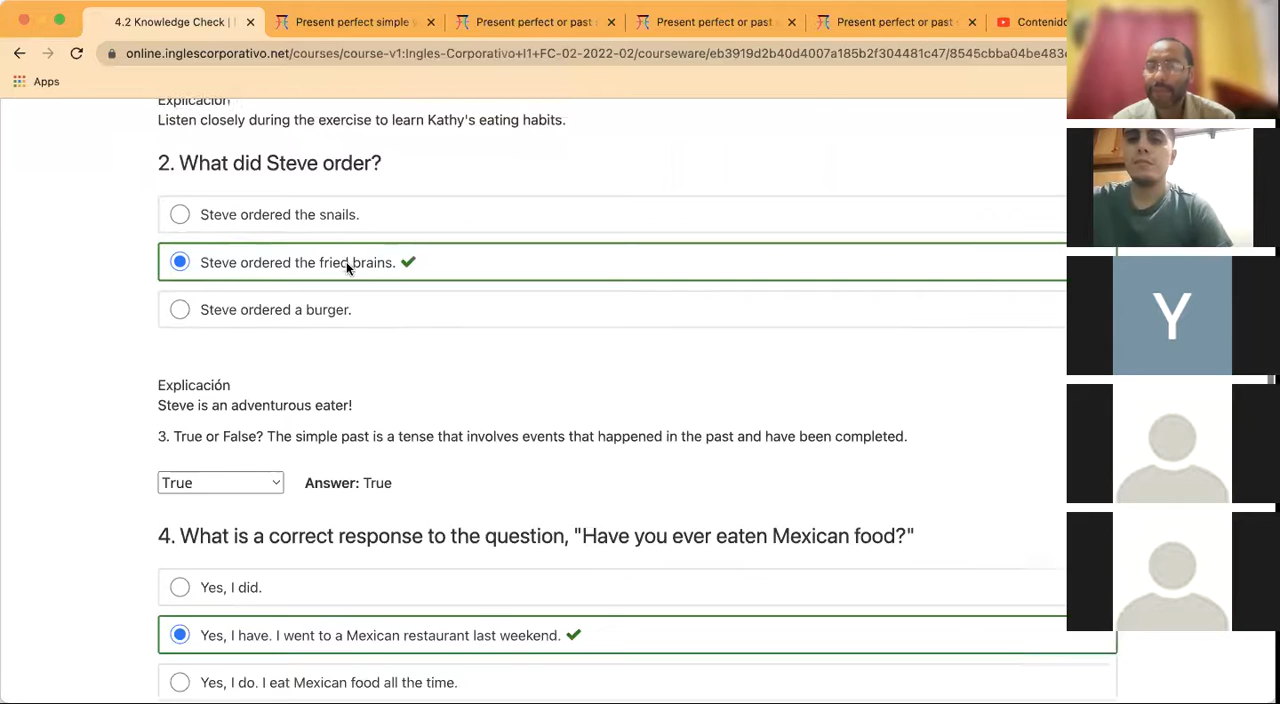 4.2 Knowledge Check |
Present perfect simple
Present perfect or past
Present perfect or past
Present perfect or past
Contenido
online.inglescorporativo.net/courses/course-v1:Ingles-Corporativo+I1+FC-02-2022-02/courseware/eb3919d2b40d4007a185b2f304481c47/8545cbba04be483
Apps
Explicación
Listen closely during the exercise to learn Kathy's eating habits.
2. What did Steve order?
Steve ordered the snails.
Steve ordered the fried brains.
Steve ordered a burger.
Explicación
Steve is an adventurous eater!
3. True or False? The simple past is a tense that involves events that happened in the past and have been completed.
True
Answer: True
4. What is a correct response to the question, "Have you ever eaten Mexican food?"
Yes, I did.
Yes, I have. I went to a Mexican restaurant last weekend.
Yes, I do. I eat Mexican food all the time.
Y